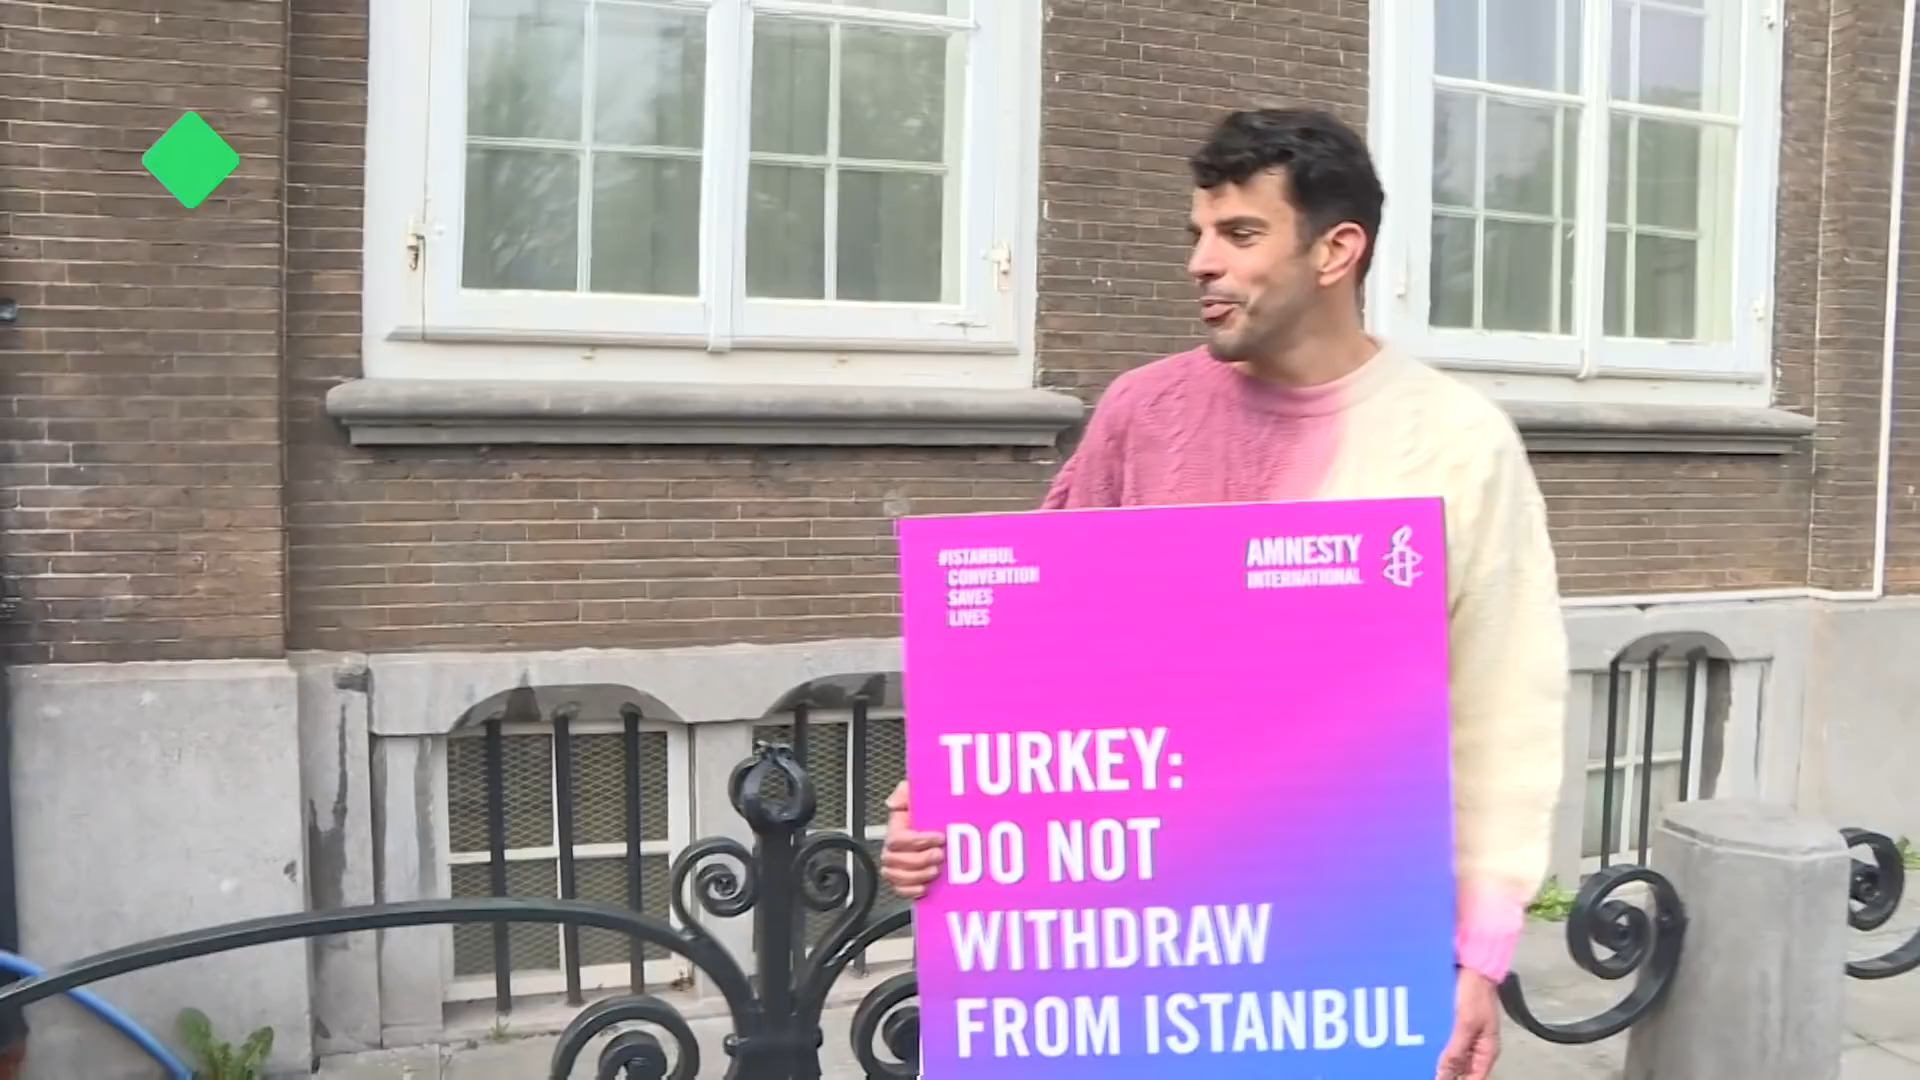 #ISTANBUL
CONVENTION
SAVES
LIVES
AMNESTY
INTERNATIONAL
TURKEY:
DO NOT
WITHDRAW
FROM ISTANBUL